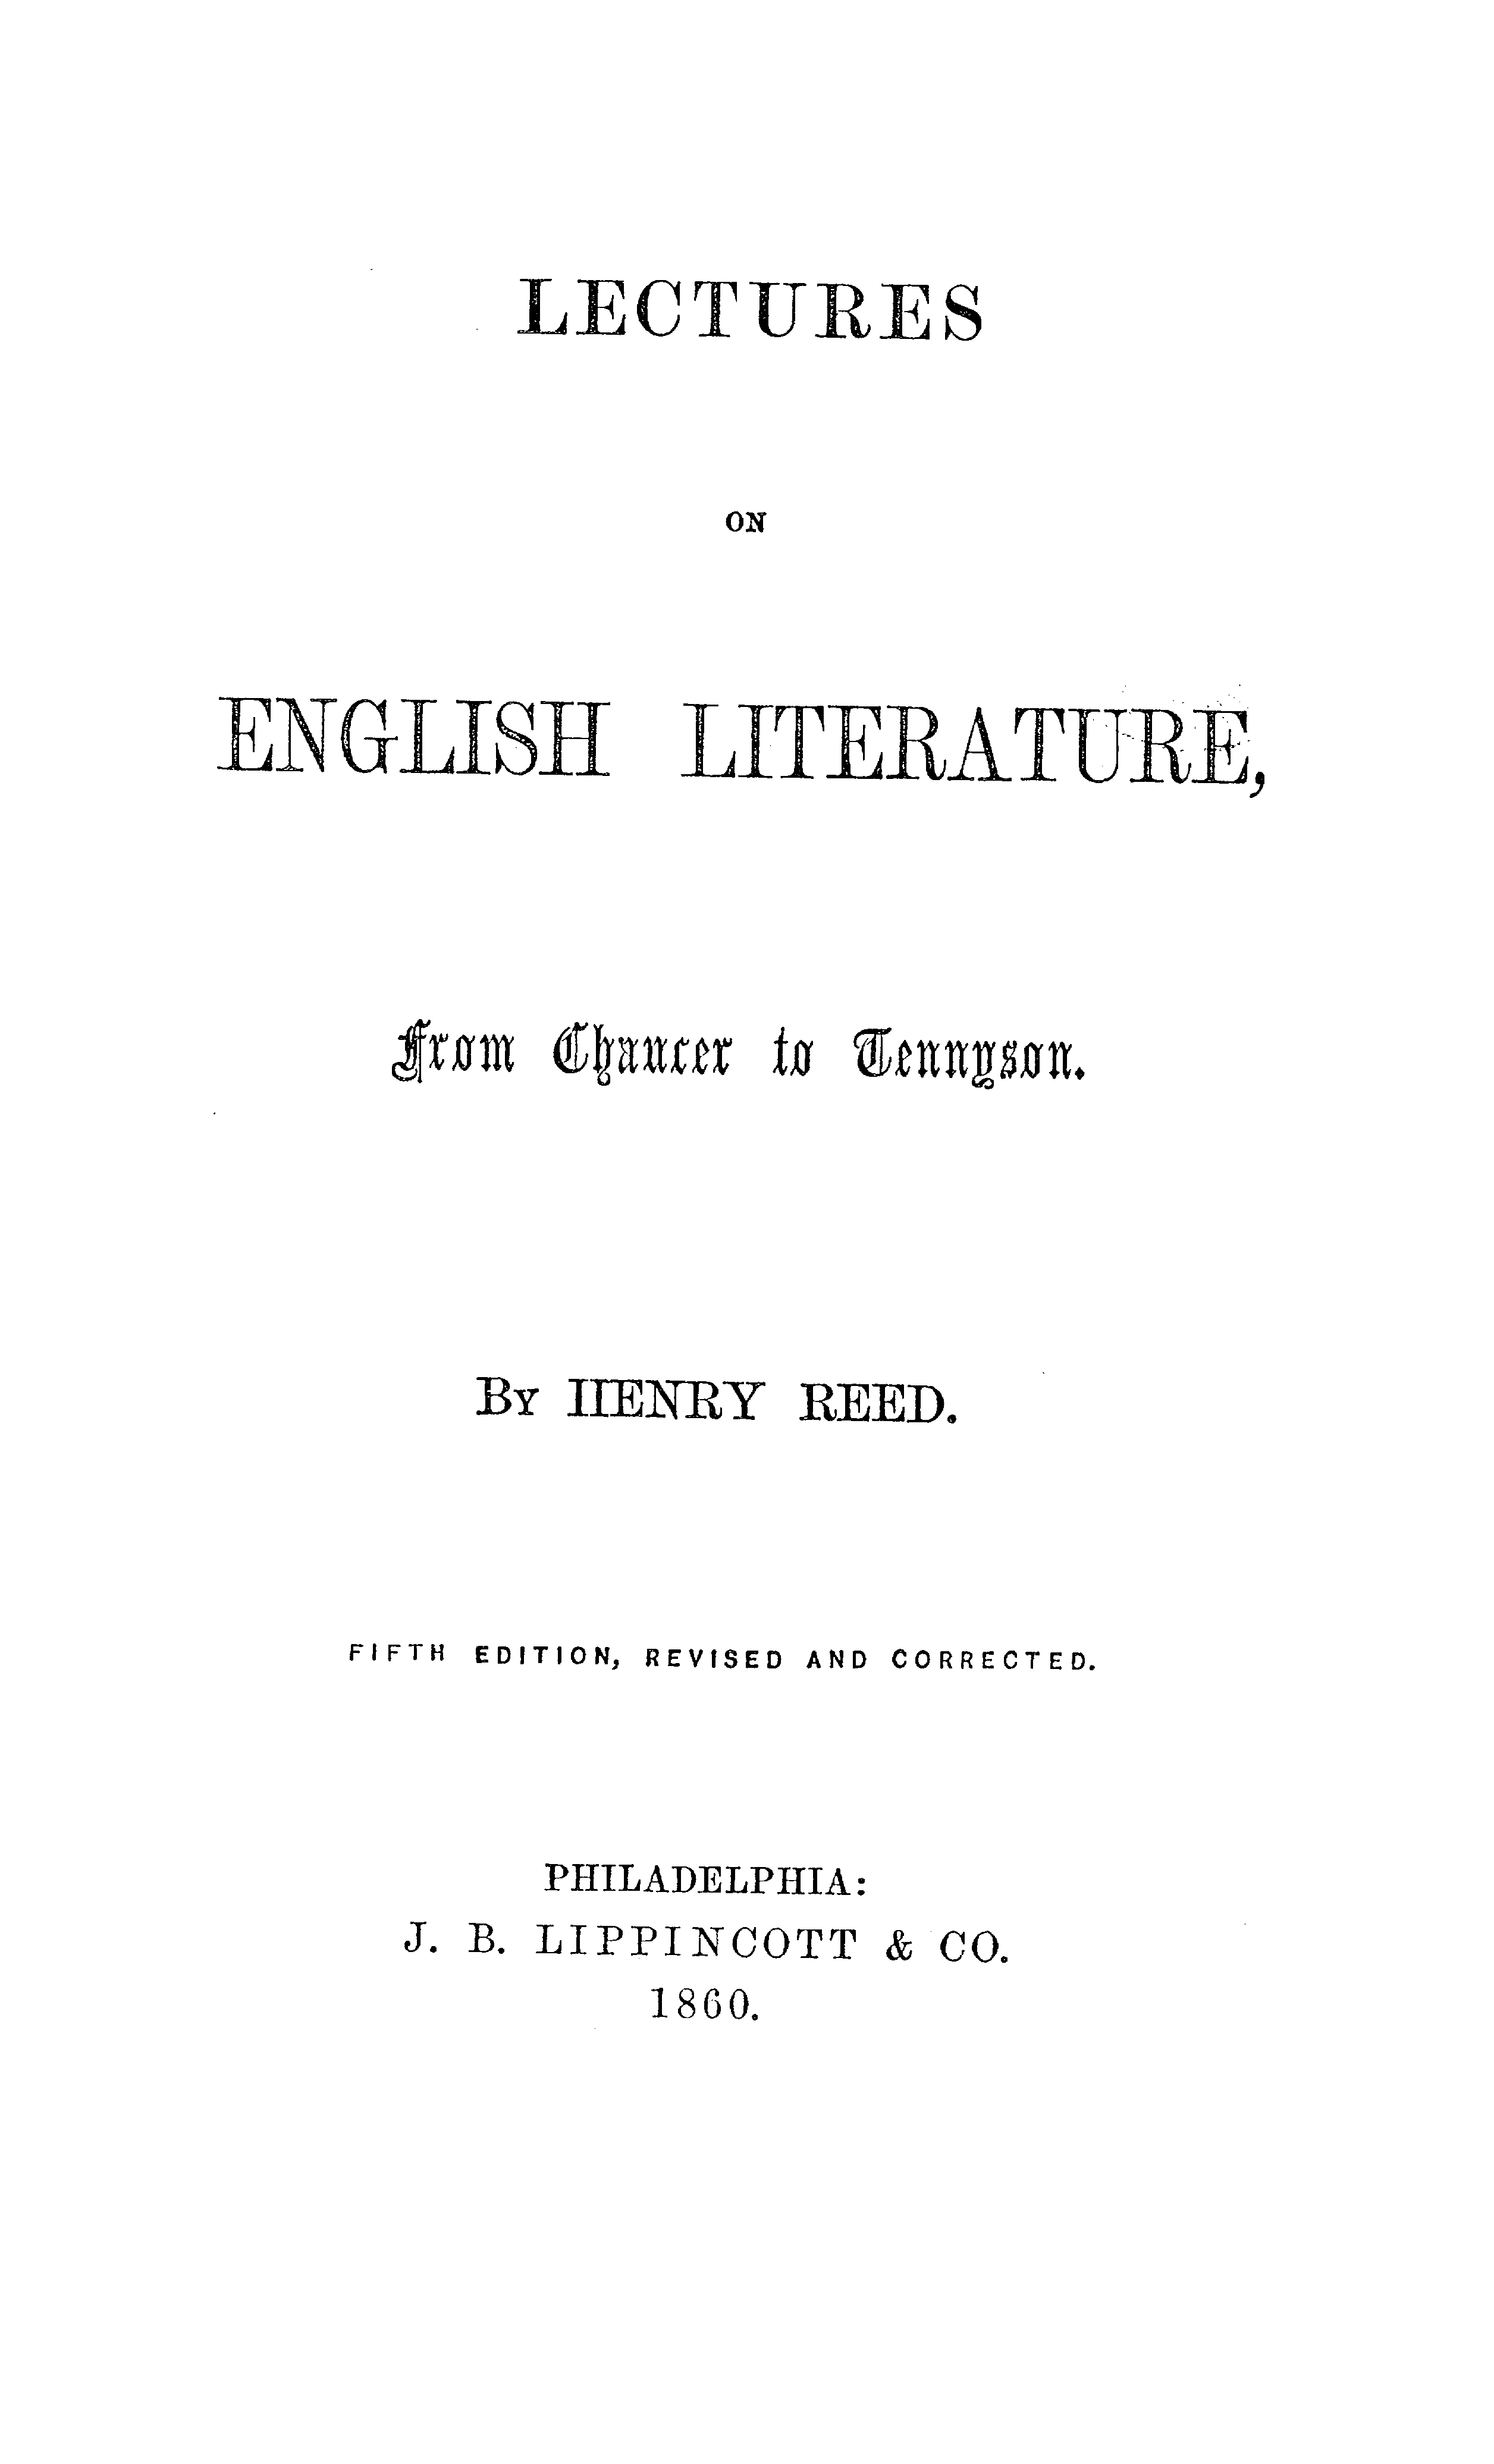 LECTURES
ON
ENGLISH LITERATURE,
From Chaucer to Tennyson.
By HENRY REED.
FIFTH EDITION, REVISED AND CORRECTED.
PHILADELPHIA:
J. B. LIPPINCOTT & CO.
1860.